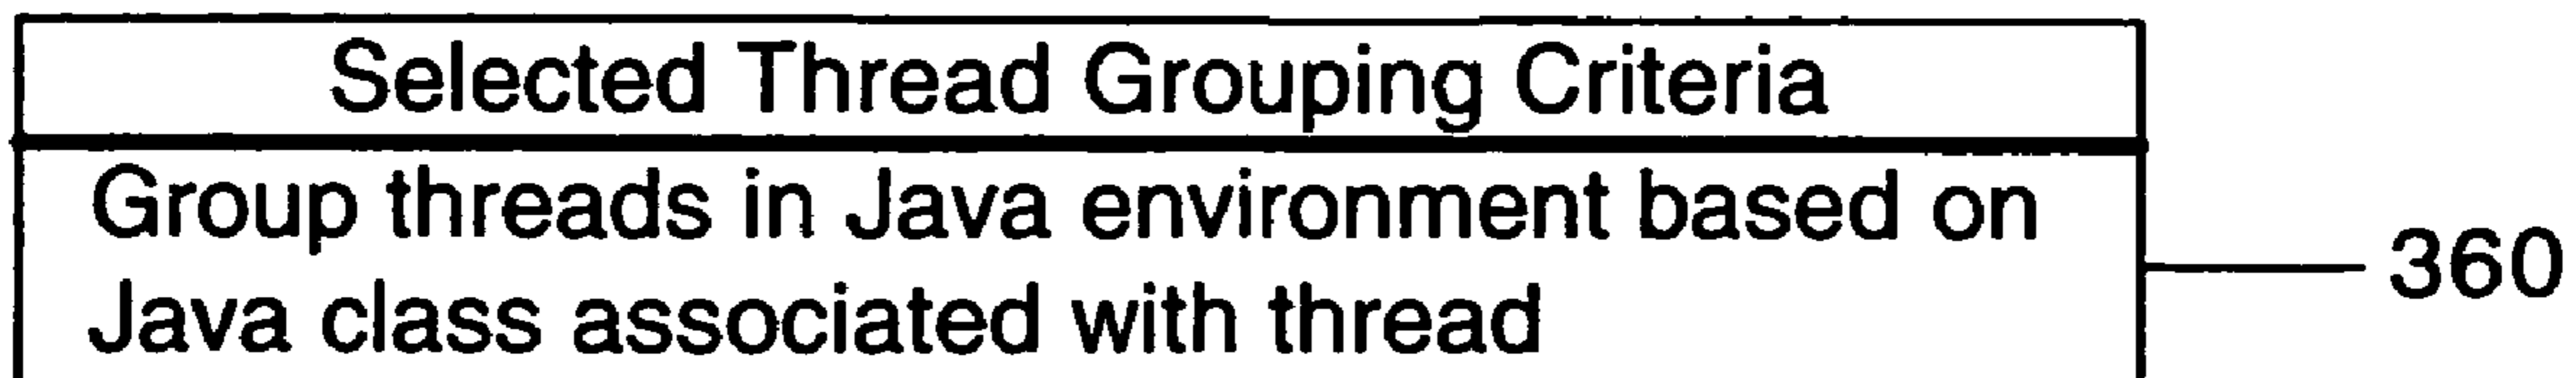 Selected Thread Grouping Criteria
Group threads in Java environment based on
360
Java class associated with thread